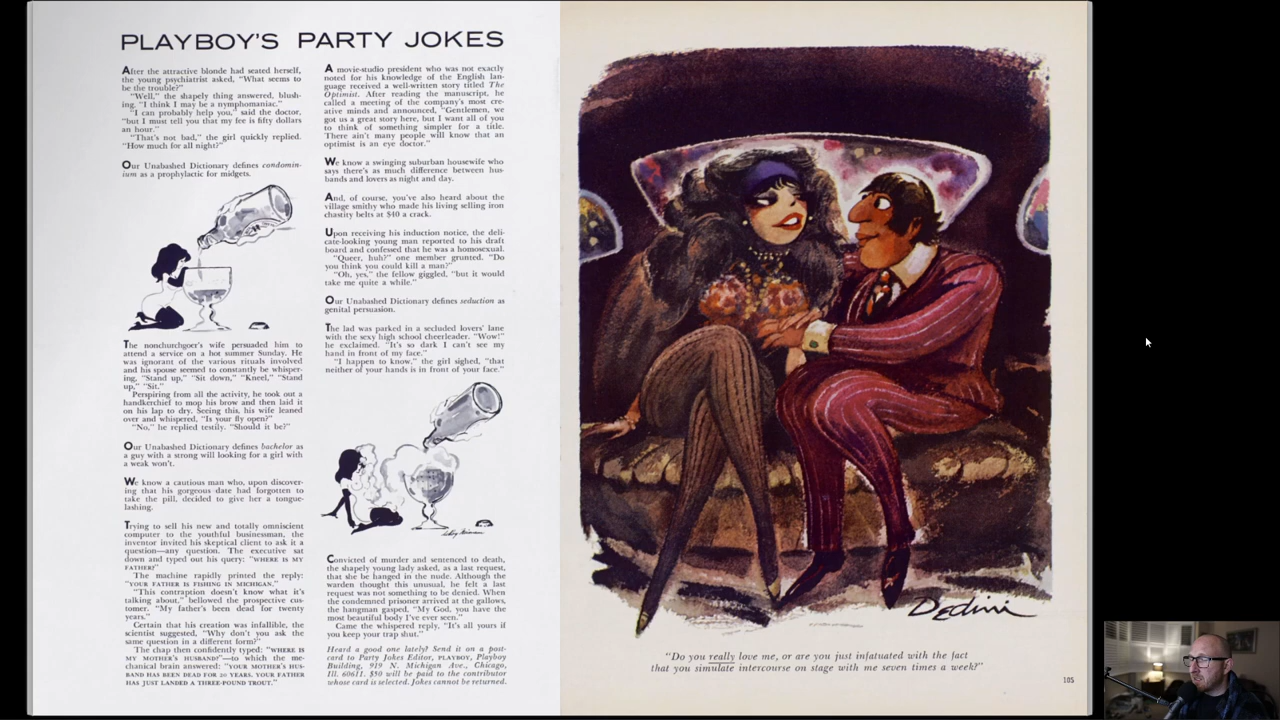 PLAYBOY'S PARTY JOKES
After the attractive blonde had seated herself,
the young psychiatrist asked, "What seems to
be the trouble?"
"Well," the shapely thing answered, blush-
ing, "I think I may be a nymphomaniac."
"I can probably help you," said the doctor,
"but I must tell you that my fee is fifty dollars
an hour."
"That's not bad," the girl quickly replied.
"How much for all night?"
Our Unabashed Dictionary defines condomin-
ium as a prophylactic for midgets.
The nonchurchgoer's wife persuaded him to
attend a service on a hot summer Sunday. He
was ignorant of the various rituals involved
and his spouse seemed to constantly be whisper-
ing, "Stand up," "Sit down," "Kneel," "Stand
up," "Sit."
Perspiring from all the activity, he took out a
handkerchief to mop his brow and then laid it
on his lap to dry. Seeing this, his wife leaned
over and whispered, "Is your fly open?"
"No," he replied testily. "Should it be?"
Our Unabashed Dictionary defines bachelor as
a guy with a strong will looking for a girl with
a weak won't.
We know a cautious man who, upon discover-
ing that his gorgeous date had forgotten to
take the pill, decided to give her a tongue-
lashing.
Trying to sell his new and totally omniscient
computer to the youthful businessman, the
inventor invited his skeptical client to ask it a
question—any question. The executive sat
down and typed out his query: "WHERE IS MY
FATHER?"
The machine rapidly printed the reply:
"YOUR FATHER IS FISHING IN MICHIGAN."
"This contraption doesn't know what it's
talking about," bellowed the prospective cus-
tomer. "My father's been dead for twenty
years."
Certain that his creation was infallible, the
scientist suggested, "Why don't you ask the
same question in a different form?"
The chap then confidently typed: "WHERE IS
MY MOTHER'S HUSBAND?"—to which the me-
chanical brain answered: "YOUR MOTHER'S HUS-
BAND HAS BEEN DEAD FOR 20 YEARS. YOUR FATHER
HAS JUST LANDED A THREE-POUND TROUT."
A movie-studio president who was not exactly
noted for his knowledge of the English lan-
guage received a well-written story titled The
Optimist. After reading the manuscript, he
called a meeting of the company's most cre-
ative minds and announced, "Gentlemen, we
got us a great story here, but I want all of you
to think of something simpler for a title.
There ain't many people will know that an
optimist is an eye doctor."
We know a swinging suburban housewife who
says there's as much difference between hus-
bands and lovers as night and day.
And, of course, you've also heard about the
village smithy who made his living selling iron
chastity belts at $40 a crack.
Upon receiving his induction notice, the deli-
cate-looking young man reported to his draft
board and confessed that he was a homosexual.
"Queer, huh?" one member grunted. "Do
you think you could kill a man?"
"Oh, yes," the fellow giggled, "but it would
take me quite a while."
Our Unabashed Dictionary defines seduction as
genital persuasion.
The lad was parked in a secluded lovers' lane
with the sexy high school cheerleader. "Wow!"
he exclaimed. "It's so dark I can't see my
hand in front of my face."
"I happen to know," the girl sighed, "that
neither of your hands is in front of your face."
Convicted of murder and sentenced to death,
the shapely young lady asked, as a last request,
that she be hanged in the nude. Although the
warden thought this unusual, he felt a last
request was not something to be denied. When
the condemned prisoner arrived at the gallows,
the hangman gasped, "My God, you have the
most beautiful body I've ever seen."
Came the whispered reply, "It's all yours if
you keep your trap shut."
Heard a good one lately? Send it on a post-
card to Party Jokes Editor, PLAYBOY, Playboy
Building, 919 N. Michigan Ave., Chicago,
Ill. 60611. $50 will be paid to the contributor
whose card is selected. Jokes cannot be returned.
Dedini
"Do you really love me, or are you just infatuated with the fact
that you simulate intercourse on stage with me seven times a week?"
105